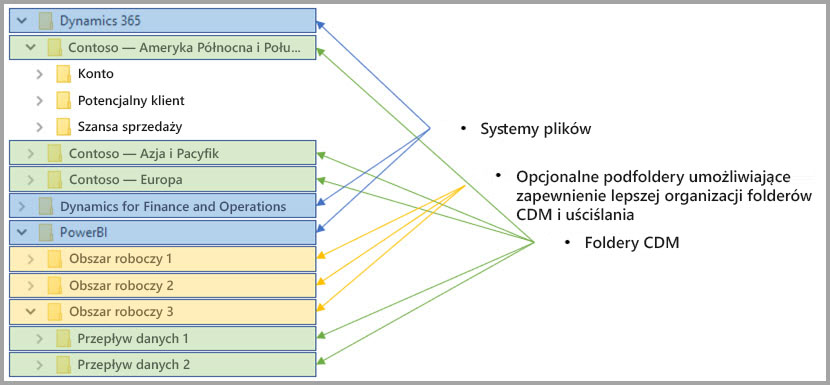 Dynamics 365
Contoso — Ameryka Północna i Połu...
Konto
Potencjalny klient
Szansa sprzedaży
Contoso — Azja i Pacyfik
Contoso — Europa
Dynamics for Finance and Operations
PowerBI
Obszar roboczy 1
Obszar roboczy 2
Obszar roboczy 3
Przepływ danych 1
Przepływ danych 2
• Systemy plików
• Opcjonalne podfoldery umożliwiające
zapewnienie lepszej organizacji folderów
CDM i uściślania
• Foldery CDM